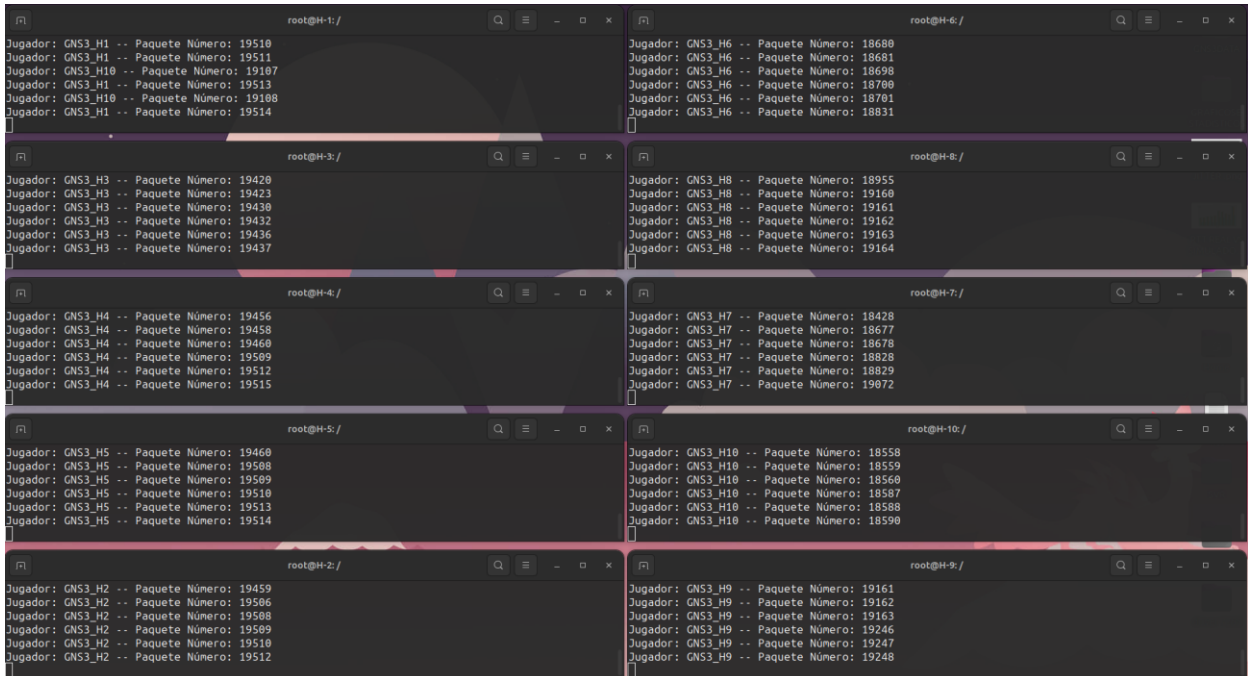 root@H-1: /
Jugador: GNS3_H1 -- Paquete Número: 19510
Jugador: GNS3_H1 -- Paquete Número: 19511
Jugador: GNS3_H10 -- Paquete Número: 19107
Jugador: GNS3_H1 -- Paquete Número: 19513
Jugador: GNS3_H10 -- Paquete Número: 19108
Jugador: GNS3_H1 -- Paquete Número: 19514
root@H-6: /
Jugador: GNS3_H6 -- Paquete Número: 18680
Jugador: GNS3_H6 -- Paquete Número: 18681
Jugador: GNS3_H6 -- Paquete Número: 18698
Jugador: GNS3_H6 -- Paquete Número: 18700
Jugador: GNS3_H6 -- Paquete Número: 18701
Jugador: GNS3_H6 -- Paquete Número: 18831
root@H-3: /
Jugador: GNS3_H3 -- Paquete Número: 19420
Jugador: GNS3_H3 -- Paquete Número: 19423
Jugador: GNS3_H3 -- Paquete Número: 19430
Jugador: GNS3_H3 -- Paquete Número: 19432
Jugador: GNS3_H3 -- Paquete Número: 19436
Jugador: GNS3_H3 -- Paquete Número: 19437
root@H-8: /
Jugador: GNS3_H8 -- Paquete Número: 18955
Jugador: GNS3_H8 -- Paquete Número: 19160
Jugador: GNS3_H8 -- Paquete Número: 19161
Jugador: GNS3_H8 -- Paquete Número: 19162
Jugador: GNS3_H8 -- Paquete Número: 19163
Jugador: GNS3_H8 -- Paquete Número: 19164
root@H-4: /
Jugador: GNS3_H4 -- Paquete Número: 19456
Jugador: GNS3_H4 -- Paquete Número: 19458
Jugador: GNS3_H4 -- Paquete Número: 19460
Jugador: GNS3_H4 -- Paquete Número: 19509
Jugador: GNS3_H4 -- Paquete Número: 19512
Jugador: GNS3_H4 -- Paquete Número: 19515
root@H-7: /
Jugador: GNS3_H7 -- Paquete Número: 18428
Jugador: GNS3_H7 -- Paquete Número: 18677
Jugador: GNS3_H7 -- Paquete Número: 18678
Jugador: GNS3_H7 -- Paquete Número: 18828
Jugador: GNS3_H7 -- Paquete Número: 18829
Jugador: GNS3_H7 -- Paquete Número: 19072
root@H-5: /
Jugador: GNS3_H5 -- Paquete Número: 19460
Jugador: GNS3_H5 -- Paquete Número: 19508
Jugador: GNS3_H5 -- Paquete Número: 19509
Jugador: GNS3_H5 -- Paquete Número: 19510
Jugador: GNS3_H5 -- Paquete Número: 19513
Jugador: GNS3_H5 -- Paquete Número: 19514
root@H-10: /
Jugador: GNS3_H10 -- Paquete Número: 18558
Jugador: GNS3_H10 -- Paquete Número: 18559
Jugador: GNS3_H10 -- Paquete Número: 18560
Jugador: GNS3_H10 -- Paquete Número: 18587
Jugador: GNS3_H10 -- Paquete Número: 18588
Jugador: GNS3_H10 -- Paquete Número: 18590
root@H-2: /
Jugador: GNS3_H2 -- Paquete Número: 19459
Jugador: GNS3_H2 -- Paquete Número: 19506
Jugador: GNS3_H2 -- Paquete Número: 19508
Jugador: GNS3_H2 -- Paquete Número: 19509
Jugador: GNS3_H2 -- Paquete Número: 19510
Jugador: GNS3_H2 -- Paquete Número: 19512
root@H-9: /
Jugador: GNS3_H9 -- Paquete Número: 19161
Jugador: GNS3_H9 -- Paquete Número: 19162
Jugador: GNS3_H9 -- Paquete Número: 19163
Jugador: GNS3_H9 -- Paquete Número: 19246
Jugador: GNS3_H9 -- Paquete Número: 19247
Jugador: GNS3_H9 -- Paquete Número: 19248